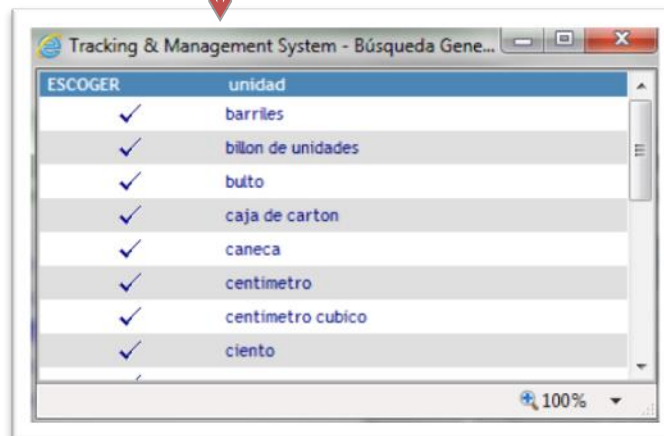 Tracking & Management System - Búsqueda Gene...
ESCOGER unidad
barriles
billon de unidades
bulto
caja de carton
caneca
centimetro
centimetro cubico
ciento
100%